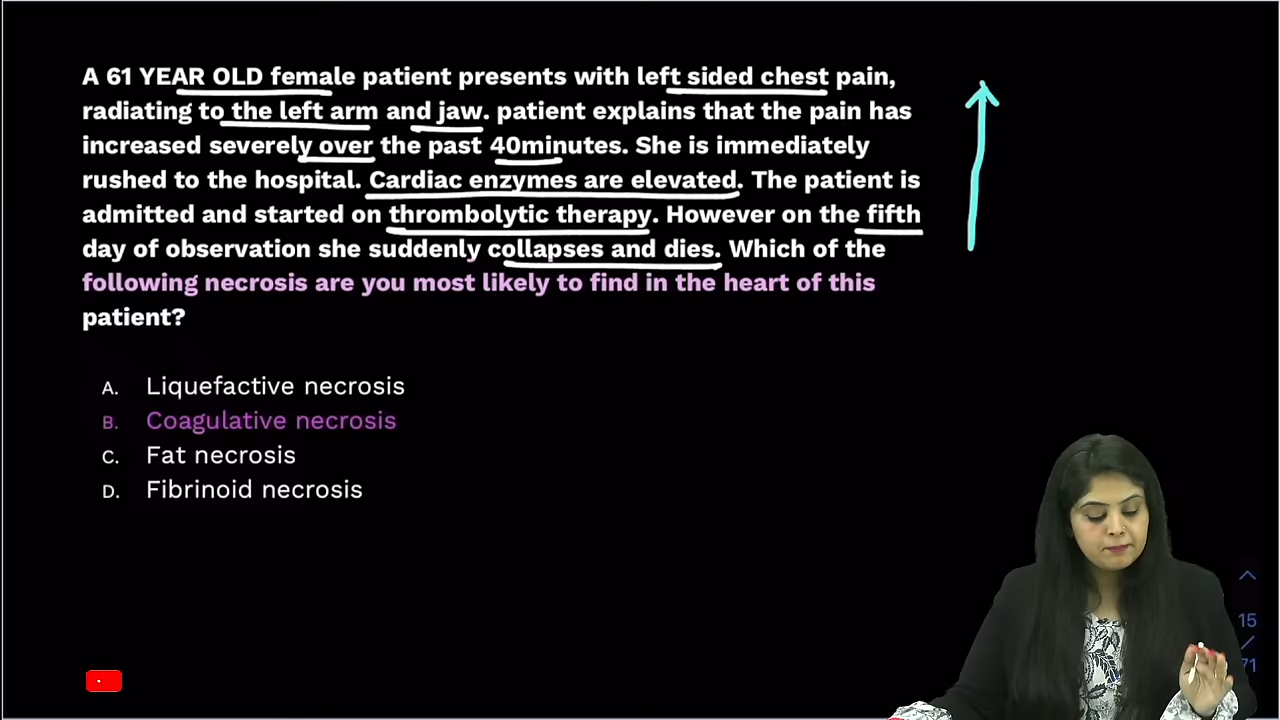 A 61 YEAR OLD female patient presents with left sided chest pain,
radiating to the left arm and jaw. patient explains that the pain has
increased severely over the past 40minutes. She is immediately
rushed to the hospital. Cardiac enzymes are elevated. The patient is
admitted and started on thrombolytic therapy. However on the fifth
day of observation she suddenly collapses and dies. Which of the
following necrosis are you most likely to find in the heart of this
patient?
A. Liquefactive necrosis
B. Coagulative necrosis
C. Fat necrosis
D. Fibrinoid necrosis
15
/
71